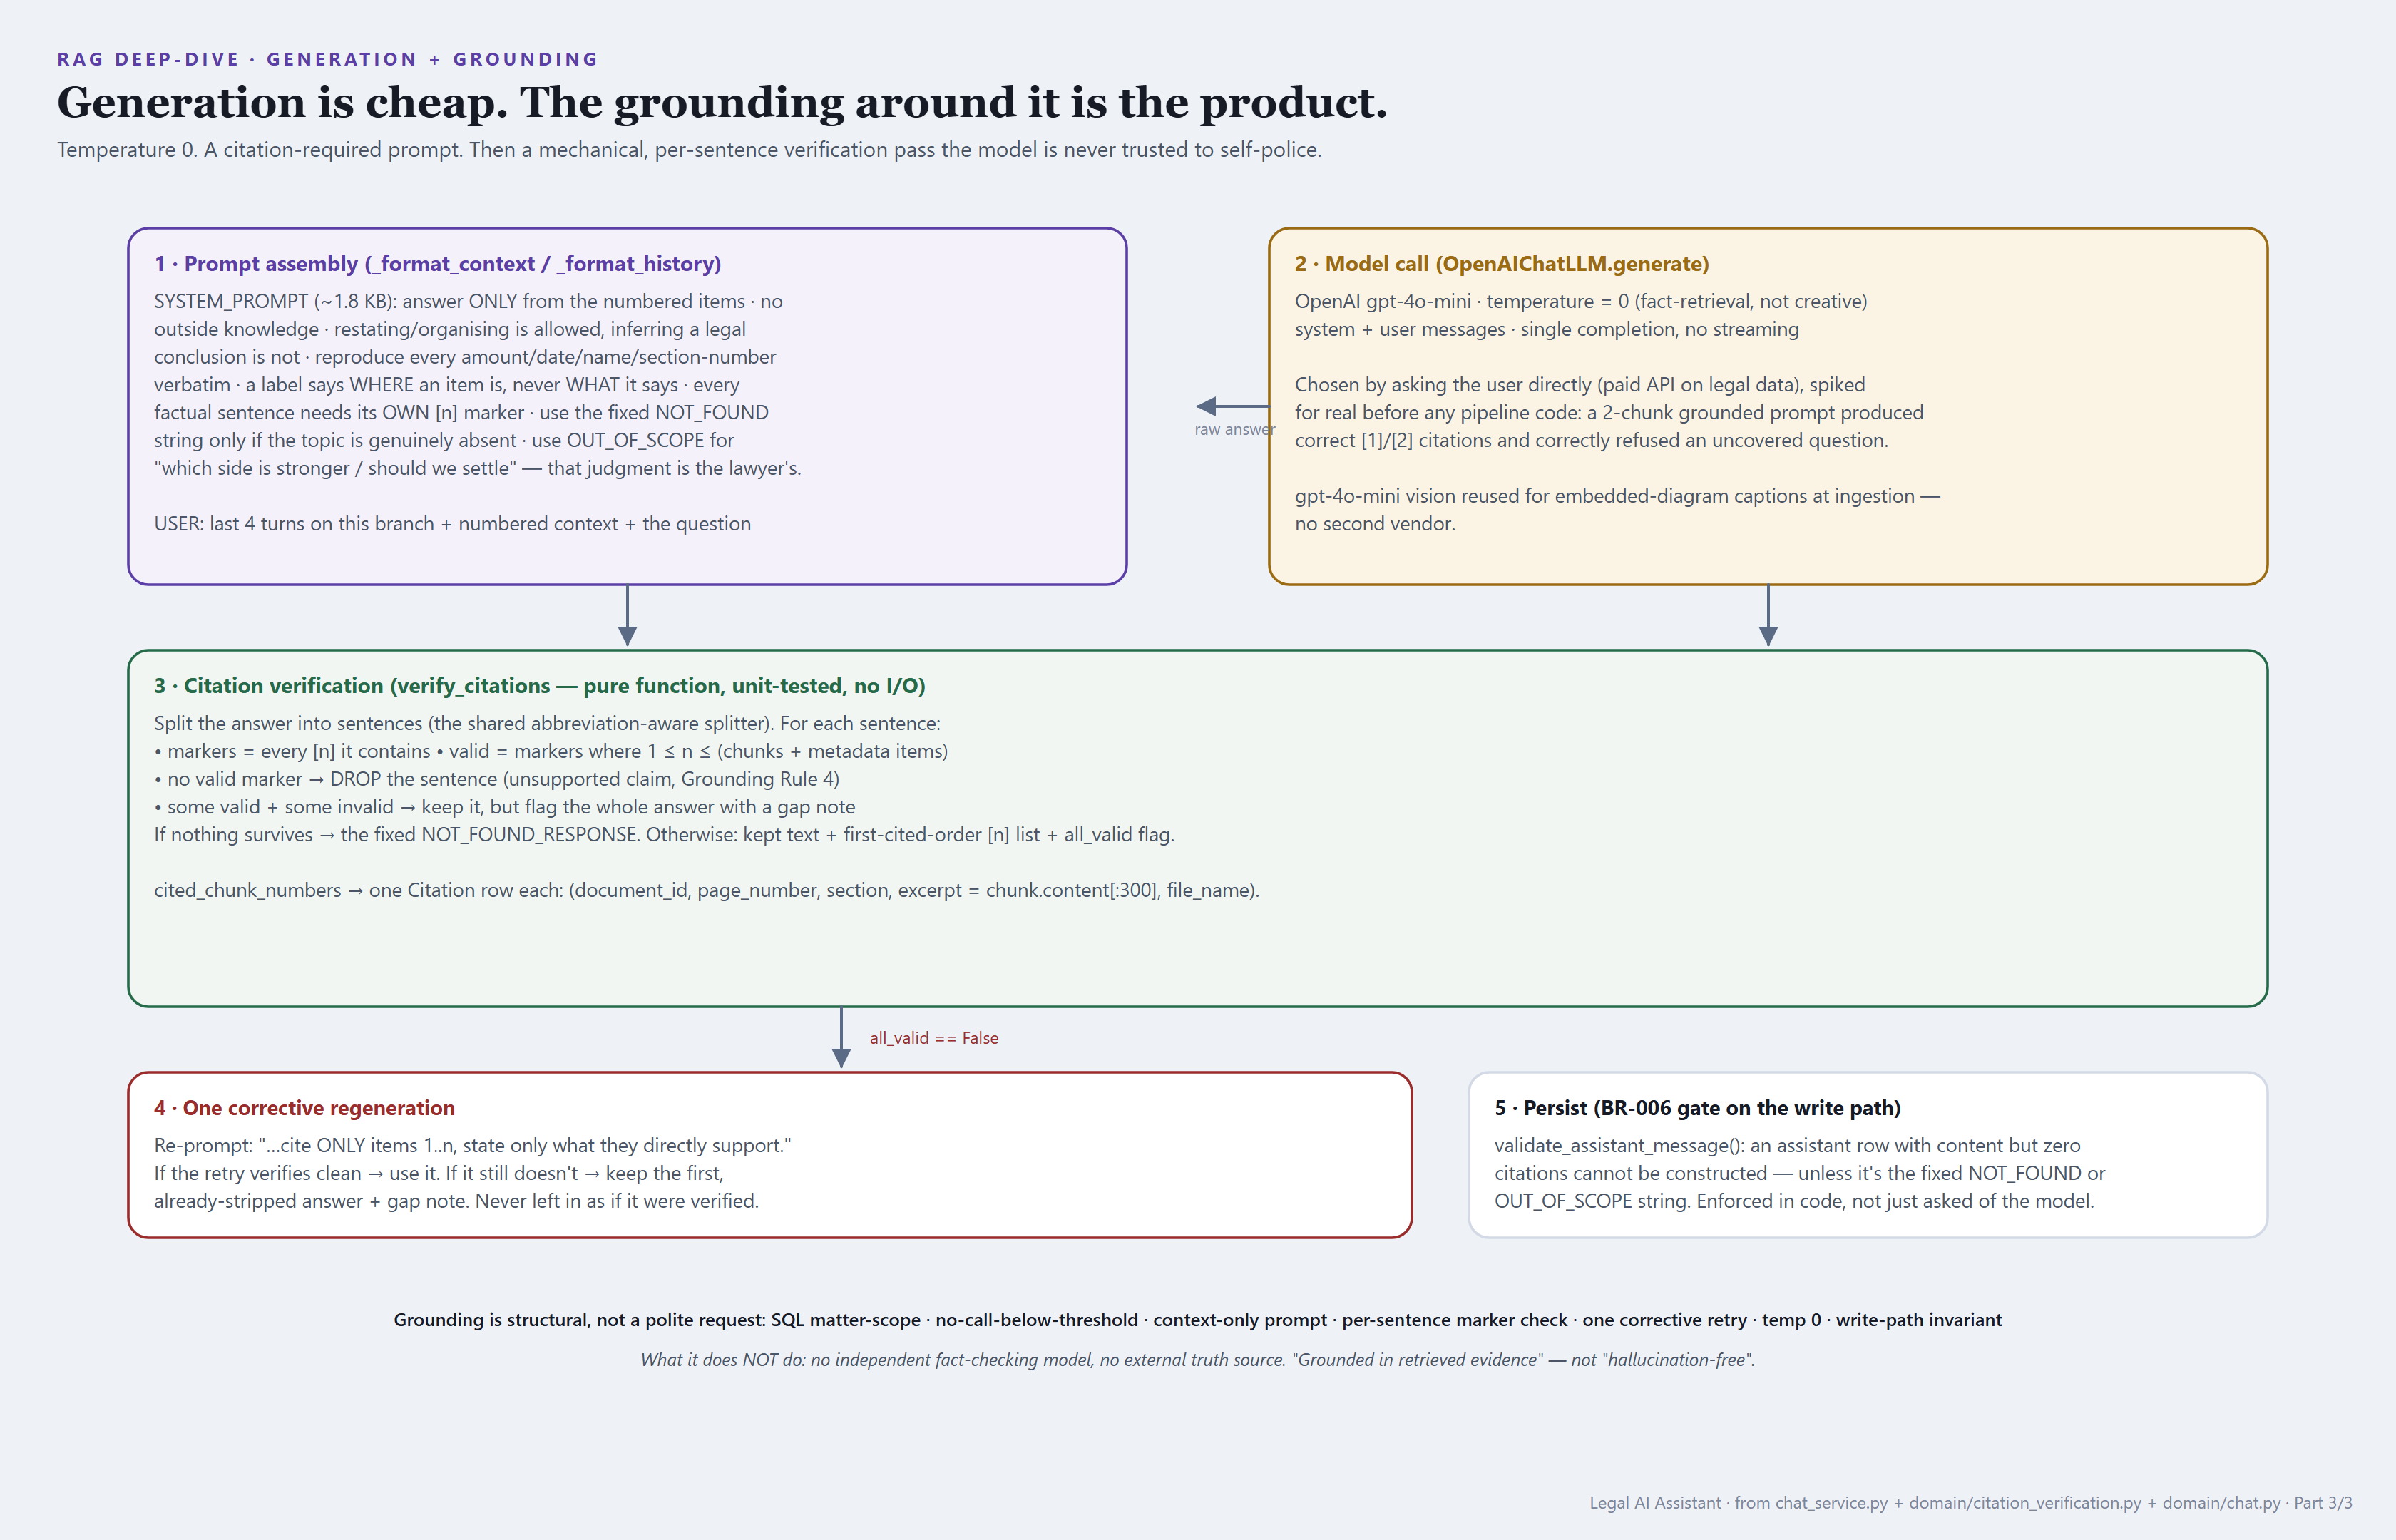 RAG DEEP-DIVE · GENERATION + GROUNDING
Generation is cheap. The grounding around it is the product.
Temperature 0. A citation-required prompt. Then a mechanical, per-sentence verification pass the model is never trusted to self-police.
1 · Prompt assembly (_format_context / _format_history)
SYSTEM_PROMPT (~1.8 KB): answer ONLY from the numbered items · no
outside knowledge · restating/organising is allowed, inferring a legal
conclusion is not · reproduce every amount/date/name/section-number
verbatim · a label says WHERE an item is, never WHAT it says · every
factual sentence needs its OWN [n] marker · use the fixed NOT_FOUND
string only if the topic is genuinely absent · use OUT_OF_SCOPE for
"which side is stronger / should we settle" — that judgment is the lawyer's.
USER: last 4 turns on this branch + numbered context + the question
raw answer
2 · Model call (OpenAIChatLLM.generate)
OpenAI gpt-4o-mini · temperature = 0 (fact-retrieval, not creative)
system + user messages · single completion, no streaming
Chosen by asking the user directly (paid API on legal data), spiked
for real before any pipeline code: a 2-chunk grounded prompt produced
correct [1]/[2] citations and correctly refused an uncovered question.
gpt-4o-mini vision reused for embedded-diagram captions at ingestion —
no second vendor.
3 · Citation verification (verify_citations — pure function, unit-tested, no I/O)
Split the answer into sentences (the shared abbreviation-aware splitter). For each sentence:
• markers = every [n] it contains • valid = markers where 1 ≤ n ≤ (chunks + metadata items)
• no valid marker → DROP the sentence (unsupported claim, Grounding Rule 4)
• some valid + some invalid → keep it, but flag the whole answer with a gap note
If nothing survives → the fixed NOT_FOUND_RESPONSE. Otherwise: kept text + first-cited-order [n] list + all_valid flag.
cited_chunk_numbers → one Citation row each: (document_id, page_number, section, excerpt = chunk.content[:300], file_name).
all_valid == False
4 · One corrective regeneration
Re-prompt: "...cite ONLY items 1..n, state only what they directly support."
If the retry verifies clean → use it. If it still doesn't → keep the first,
already-stripped answer + gap note. Never left in as if it were verified.
5 · Persist (BR-006 gate on the write path)
validate_assistant_message(): an assistant row with content but zero
citations cannot be constructed — unless it's the fixed NOT_FOUND or
OUT_OF_SCOPE string. Enforced in code, not just asked of the model.
Grounding is structural, not a polite request: SQL matter-scope · no-call-below-threshold · context-only prompt · per-sentence marker check · one corrective retry · temp 0 · write-path invariant
What it does NOT do: no independent fact-checking model, no external truth source. "Grounded in retrieved evidence" — not "hallucination-free".
Legal AI Assistant · from chat_service.py + domain/citation_verification.py + domain/chat.py · Part 3/3